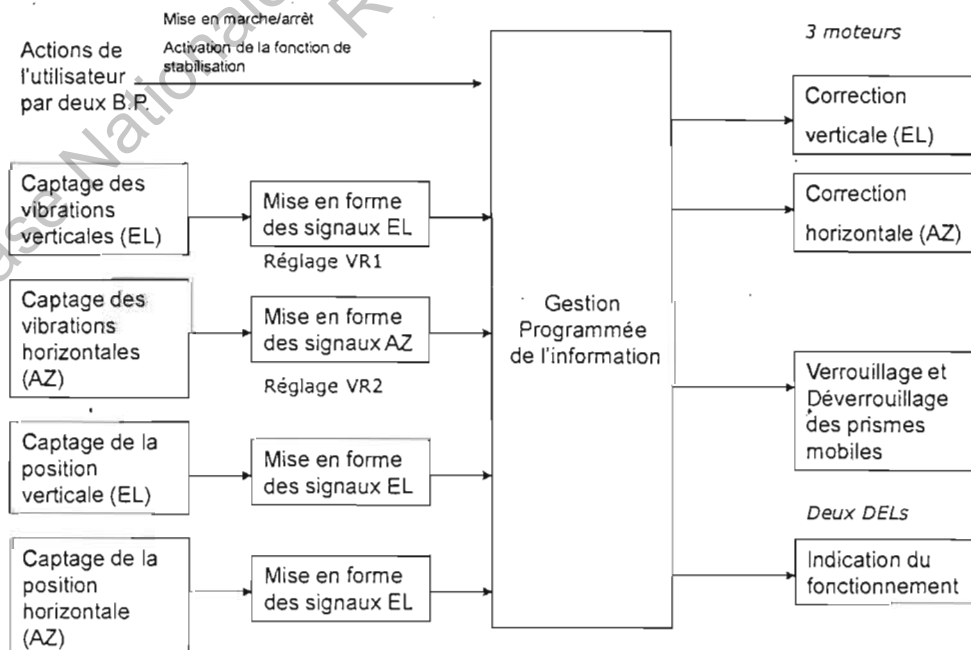 Mise en marche/arrèt
Actions de
l'utilisateur
par deux B.P.
Activation de la fonction de
stabilisation
Captage des
vibrations
verticales (EL)
Mise en forme
des signaux EL
Réglage VR1
Captage des
vibrations
horizontales
(AZ)
Mise en forme
des signaux AZ
Réglage VR2
Captage de la
position
verticale (EL)
Mise en forme
des signaux EL
Captage de la
position
horizontale
(AZ)
Mise en forme
des signaux EL
Gestion
Programmée
de l'information
3 moteurs
Correction
verticale (EL)
Correction
horizontale (AZ)
Verrouillage et
Déverrouillage
des prismes
mobiles
Deux DELs
Indication du
fonctionnement
Nationale